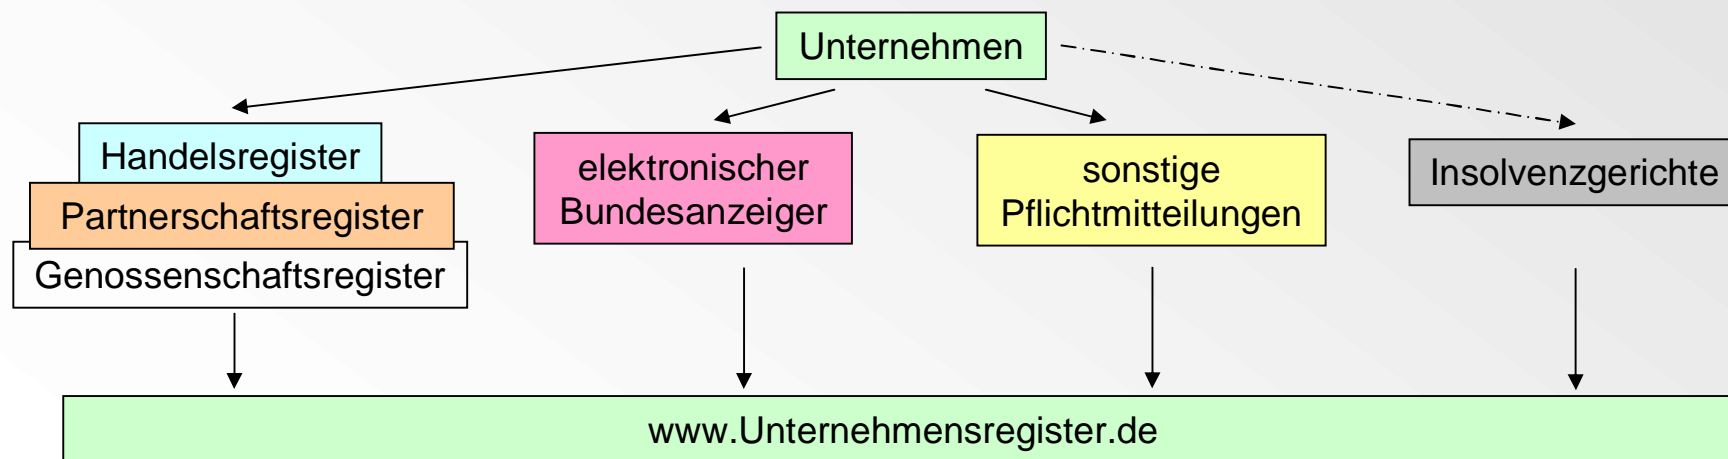 Unternehmen
Handelsregister
Partnerschaftsregister
Genossenschaftsregister
elektronischer
Bundesanzeiger
sonstige
Pflichtmitteilungen
Insolvenzgerichte
www.Unternehmensregister.de